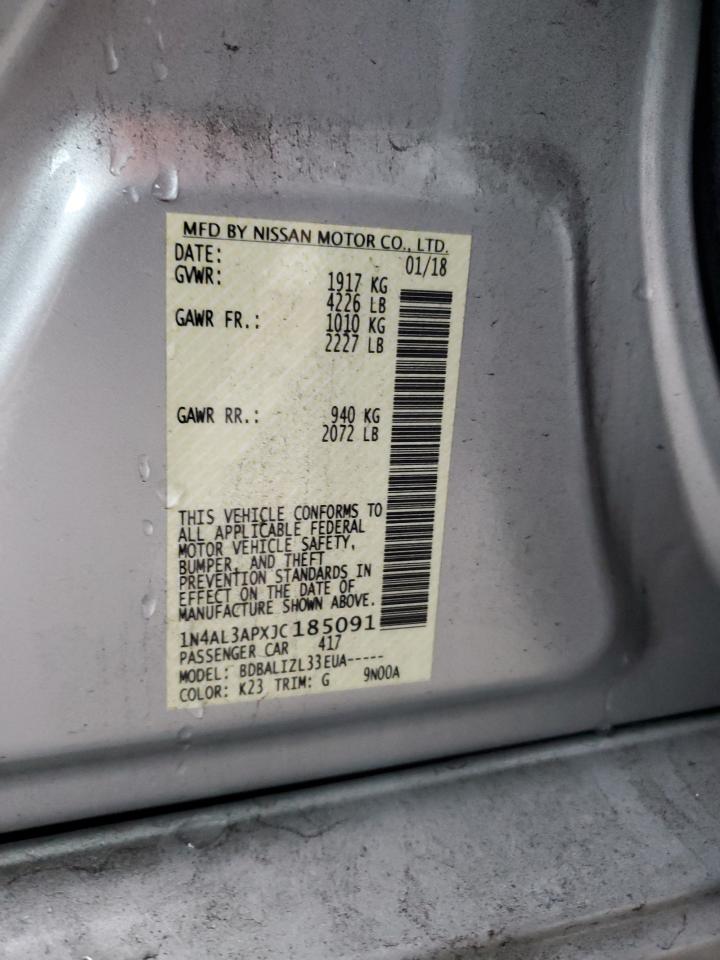 MFD BY NISSAN MOTOR CO., LTD.
DATE: 01/18
GVWR: 1917 KG
4226 LB
GAWR FR.: 1010 KG
2227 LB
GAWR RR.: 940 KG
2072 LB
THIS VEHICLE CONFORMS TO
ALL APPLICABLE FEDERAL
MOTOR VEHICLE SAFETY,
BUMPER, AND THEFT
PREVENTION STANDARDS IN
EFFECT ON THE DATE OF
MANUFACTURE SHOWN ABOVE.
1N4AL3APXJC185091
PASSENGER CAR 417
MODEL: BDBALIZL33EUA-----
COLOR: K23 TRIM: G 9N00A